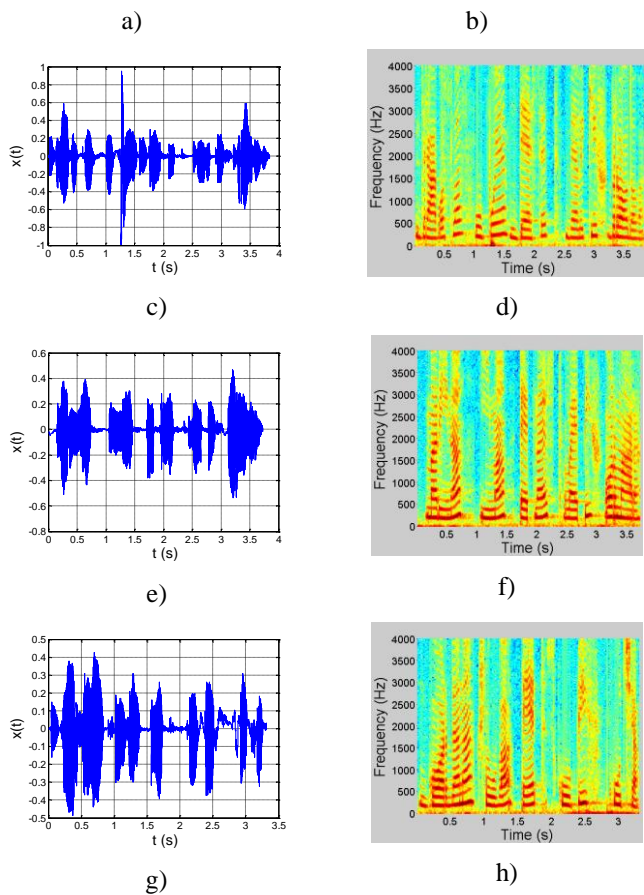 a)
b)
1
0.8
0.6
0.4
0.2
0
-0.2
-0.4
-0.6
-0.8
-1
x(t)
0 0.5 1 1.5 2 2.5 3 3.5 4
t (s)
4000
3500
3000
2500
2000
1500
1000
500
0
Frequency (Hz)
0.5 1 1.5 2 2.5 3 3.5
Time (s)
c)
d)
0.6
0.4
0.2
0
-0.2
-0.4
-0.6
-0.8
x(t)
0 0.5 1 1.5 2 2.5 3 3.5 4
t (s)
4000
3500
3000
2500
2000
1500
1000
500
0
Frequency (Hz)
0.5 1 1.5 2 2.5 3 3.5
Time (s)
e)
f)
0.5
0.4
0.3
0.2
0.1
0
-0.1
-0.2
-0.3
-0.4
-0.5
x(t)
0 0.5 1 1.5 2 2.5 3 3.5
t (s)
4000
3500
3000
2500
2000
1500
1000
500
0
Frequency (Hz)
0.5 1 1.5 2 2.5 3
Time (s)
g)
h)